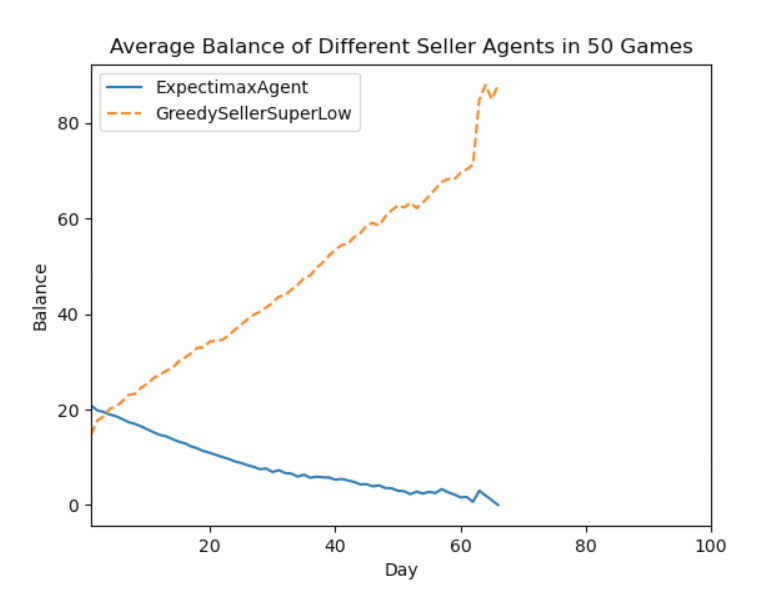 Average Balance of Different Seller Agents in 50 Games
ExpectimaxAgent
GreedySellerSuperLow
80
60
40
20
0
Balance
20 40 60 80 100
Day